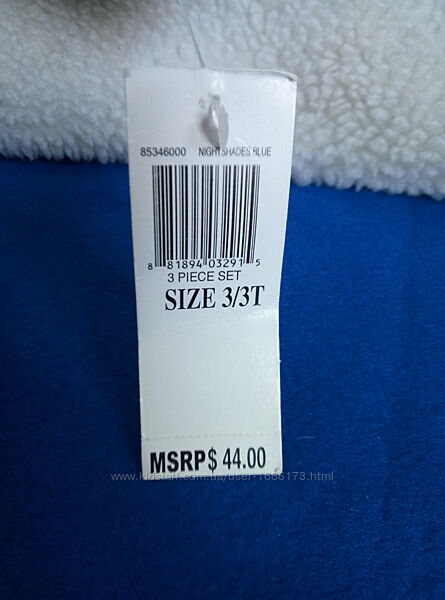 85346000 NIGHTSHADES BLUE
8 81894 03291 5
3 PIECE SET
SIZE 3/3T
MSRP$ 44.00
www.kidstaff.com.ua/user-1686173.html